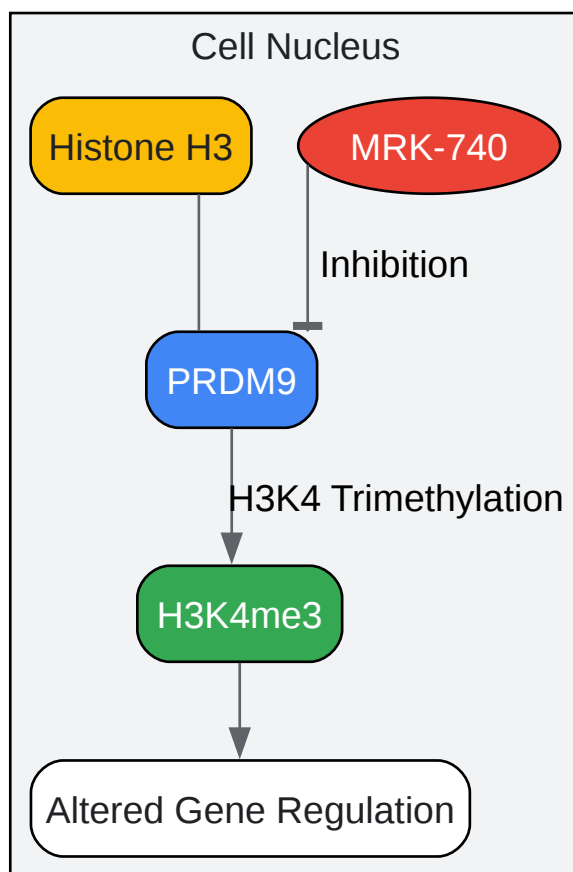 Cell Nucleus
Histone H3
MRK-740
Inhibition
PRDM9
H3K4 Trimethylation
H3K4me3
Altered Gene Regulation